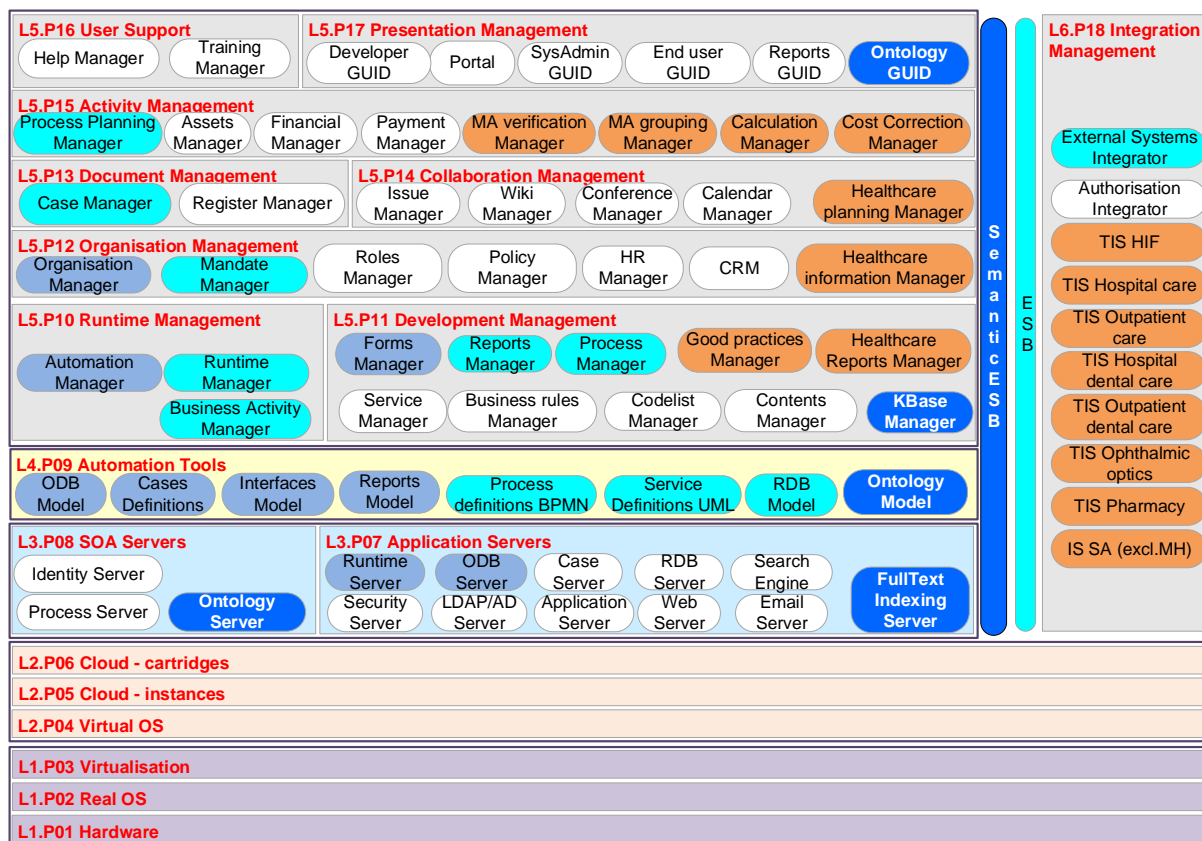 L5.P16 User Support
Help Manager
Training
Manager
L5.P17 Presentation Management
Developer
GUID
Portal
SysAdmin
GUID
End user
GUID
Reports
GUID
Ontology
GUID
L5.P15 Activity Management
Process Planning
Manager
Assets
Manager
Financial
Manager
Payment
Manager
MA verification
Manager
MA grouping
Manager
Calculation
Manager
Cost Correction
Manager
L5.P13 Document Management
Case Manager
Register Manager
L5.P14 Collaboration Management
Issue
Manager
Wiki
Manager
Conference
Manager
Calendar
Manager
Healthcare
planning Manager
L5.P12 Organisation Management
Organisation
Manager
Mandate
Manager
Roles
Manager
Policy
Manager
HR
Manager
CRM
Healthcare
information Manager
L5.P10 Runtime Management
Automation
Manager
Runtime
Manager
Business Activity
Manager
L5.P11 Development Management
Forms
Manager
Reports
Manager
Process
Manager
Good practices
Manager
Healthcare
Reports Manager
Service
Manager
Business rules
Manager
Codelist
Manager
Contents
Manager
KBase
Manager
L4.P09 Automation Tools
ODB
Model
Cases
Definitions
Interfaces
Model
Reports
Model
Process
definitions BPMN
Service
Definitions UML
RDB
Model
Ontology
Model
L3.P08 SOA Servers
Identity Server
Process Server
Ontology
Server
L3.P07 Application Servers
Runtime
Server
ODB
Server
Case
Server
RDB
Server
Search
Engine
Security
Server
LDAP/AD
Server
Application
Server
Web
Server
Email
Server
FullText
Indexing
Server
Semantic ESB
ESB
L6.P18 Integration
Management
External Systems
Integrator
Authorisation
Integrator
TIS HIF
TIS Hospital care
TIS Outpatient
care
TIS Hospital
dental care
TIS Outpatient
dental care
TIS Ophthalmic
optics
TIS Pharmacy
IS SA (excl.MH)
L2.P06 Cloud - cartridges
L2.P05 Cloud - instances
L2.P04 Virtual OS
L1.P03 Virtualisation
L1.P02 Real OS
L1.P01 Hardware